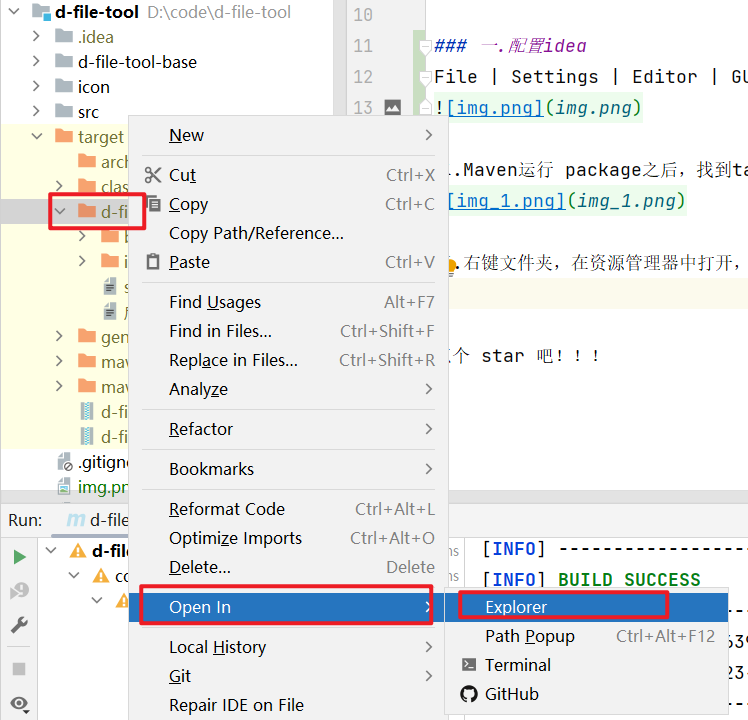 d-file-tool D:\code\d-file-tool
.idea
d-file-tool-base
icon
src
target
arch
clas
d-fi
gen
mav
mav
d-fi
d-fi
.gitign
img.pn
10
11
12
13
### 一.配置idea
File | Settings | Editor | GU
![img.png](img.png)
.Maven运行 package之后，找到ta
[img_1.png](img_1.png)
.右键文件夹，在资源管理器中打开，
个 star 吧！！！
New
Cut Ctrl+X
Copy Ctrl+C
Copy Path/Reference...
Paste Ctrl+V
Find Usages Alt+F7
Find in Files... Ctrl+Shift+F
Replace in Files... Ctrl+Shift+R
Analyze
Refactor
Bookmarks
Reformat Code Ctrl+Alt+L
Optimize Imports Ctrl+Alt+O
Delete... Delete
Open In
Local History
Git
Repair IDE on File
Explorer
Path Popup Ctrl+Alt+F12
Terminal
GitHub
Run: m d-file
d-file
co
ms
ms
[INFO] ----------------
[INFO] BUILD SUCCESS